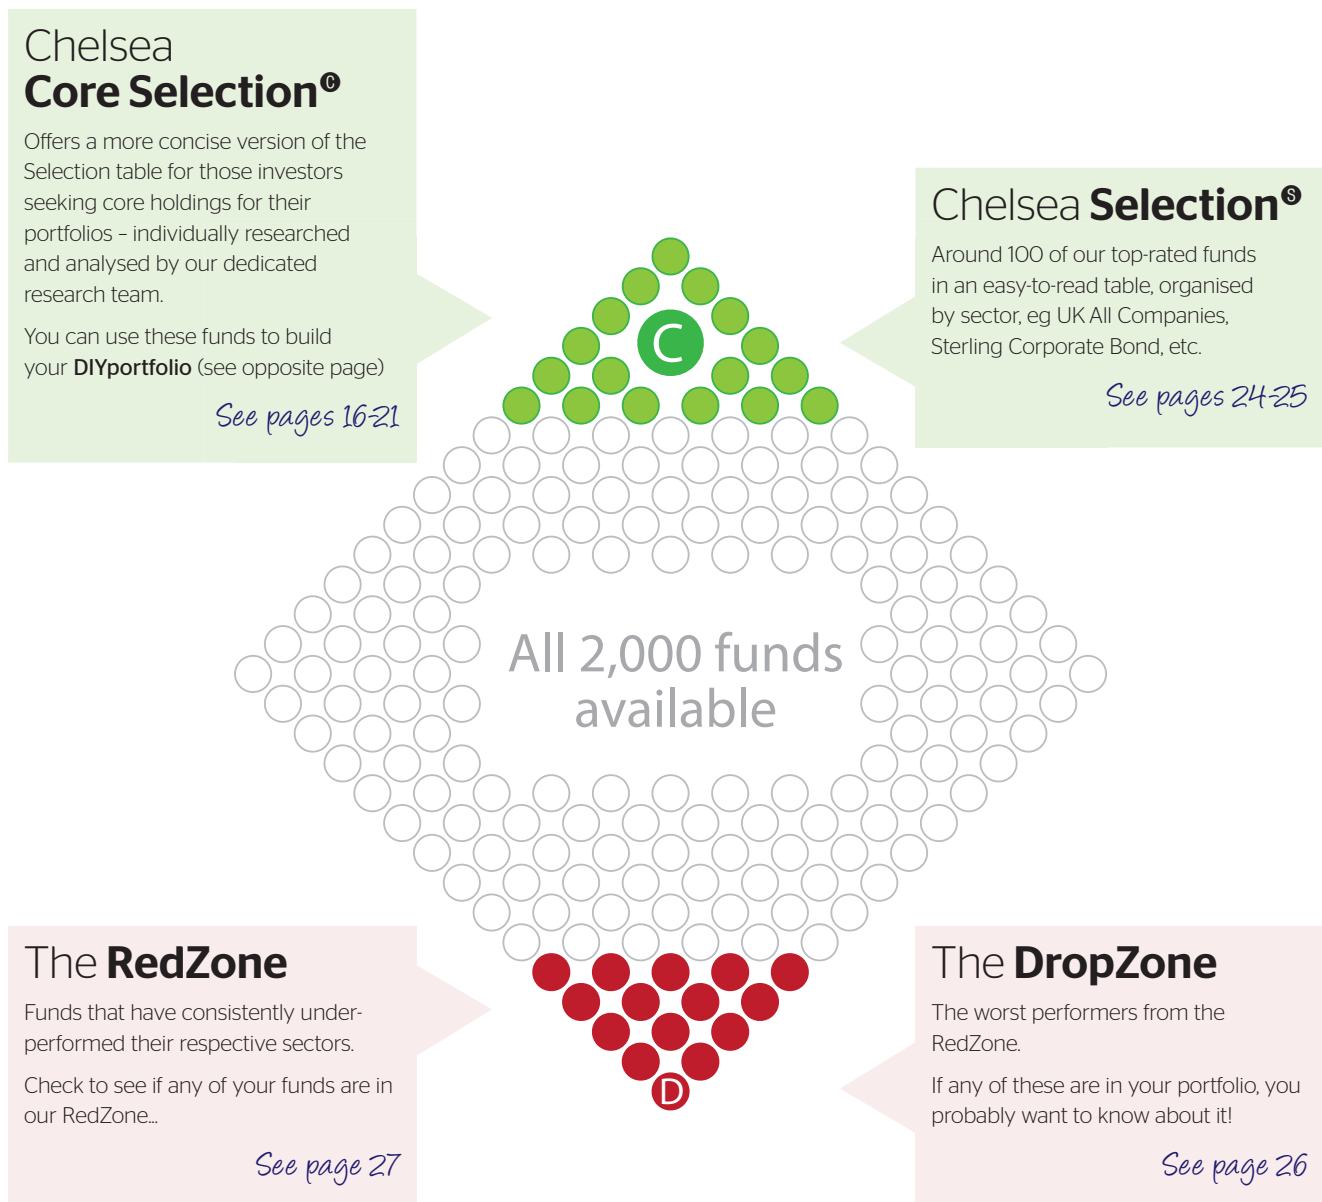 Chelsea
Core Selection C
Offers a more concise version of the
Selection table for those investors
seeking core holdings for their
portfolios – individually researched
and analysed by our dedicated
research team.
You can use these funds to build
your DIYportfolio (see opposite page)
See pages 16-21
Chelsea Selection S
Around 100 of our top-rated funds
in an easy-to-read table, organised
by sector, eg UK All Companies,
Sterling Corporate Bond, etc.
See pages 24-25
C
All 2,000 funds
available
The RedZone
Funds that have consistently under-
performed their respective sectors.
Check to see if any of your funds are in
our RedZone...
See page 27
The DropZone
The worst performers from the
RedZone.
If any of these are in your portfolio, you
probably want to know about it!
See page 26
D